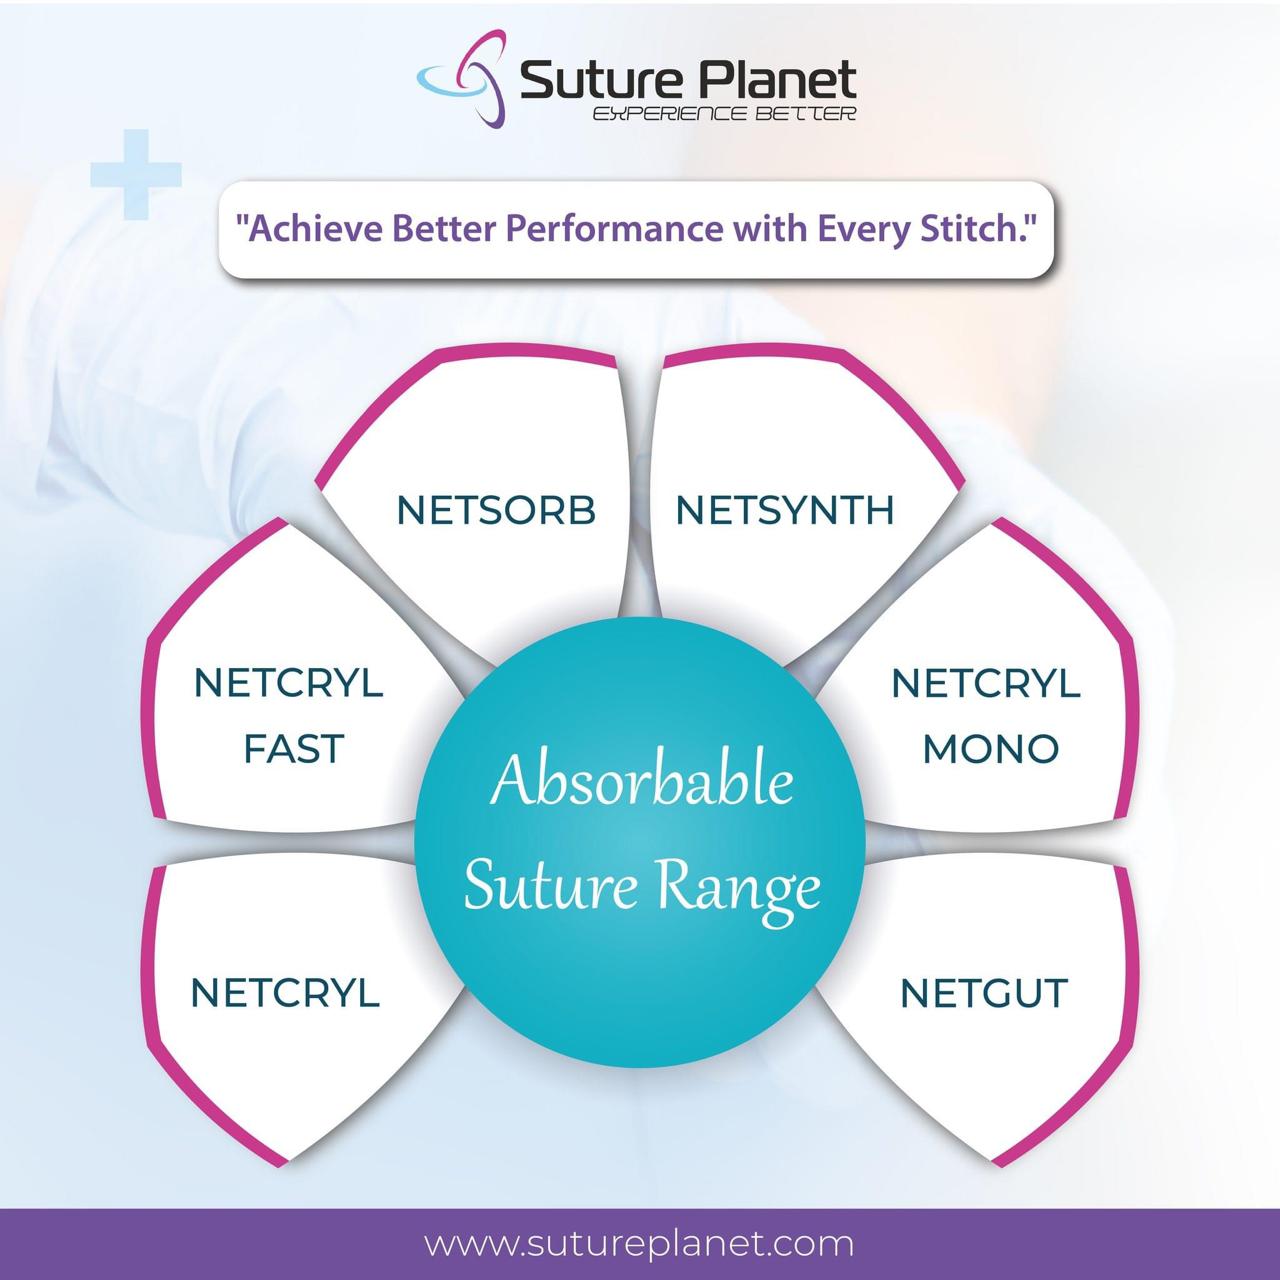 Suture Planet
EXPERIENCE BETTER
"Achieve Better Performance with Every Stitch."
NETSORB
NETSYNTH
NETCRYL
FAST
NETCRYL
MONO
Absorbable
Suture Range
NETCRYL
NETGUT
www.sutureplanet.com